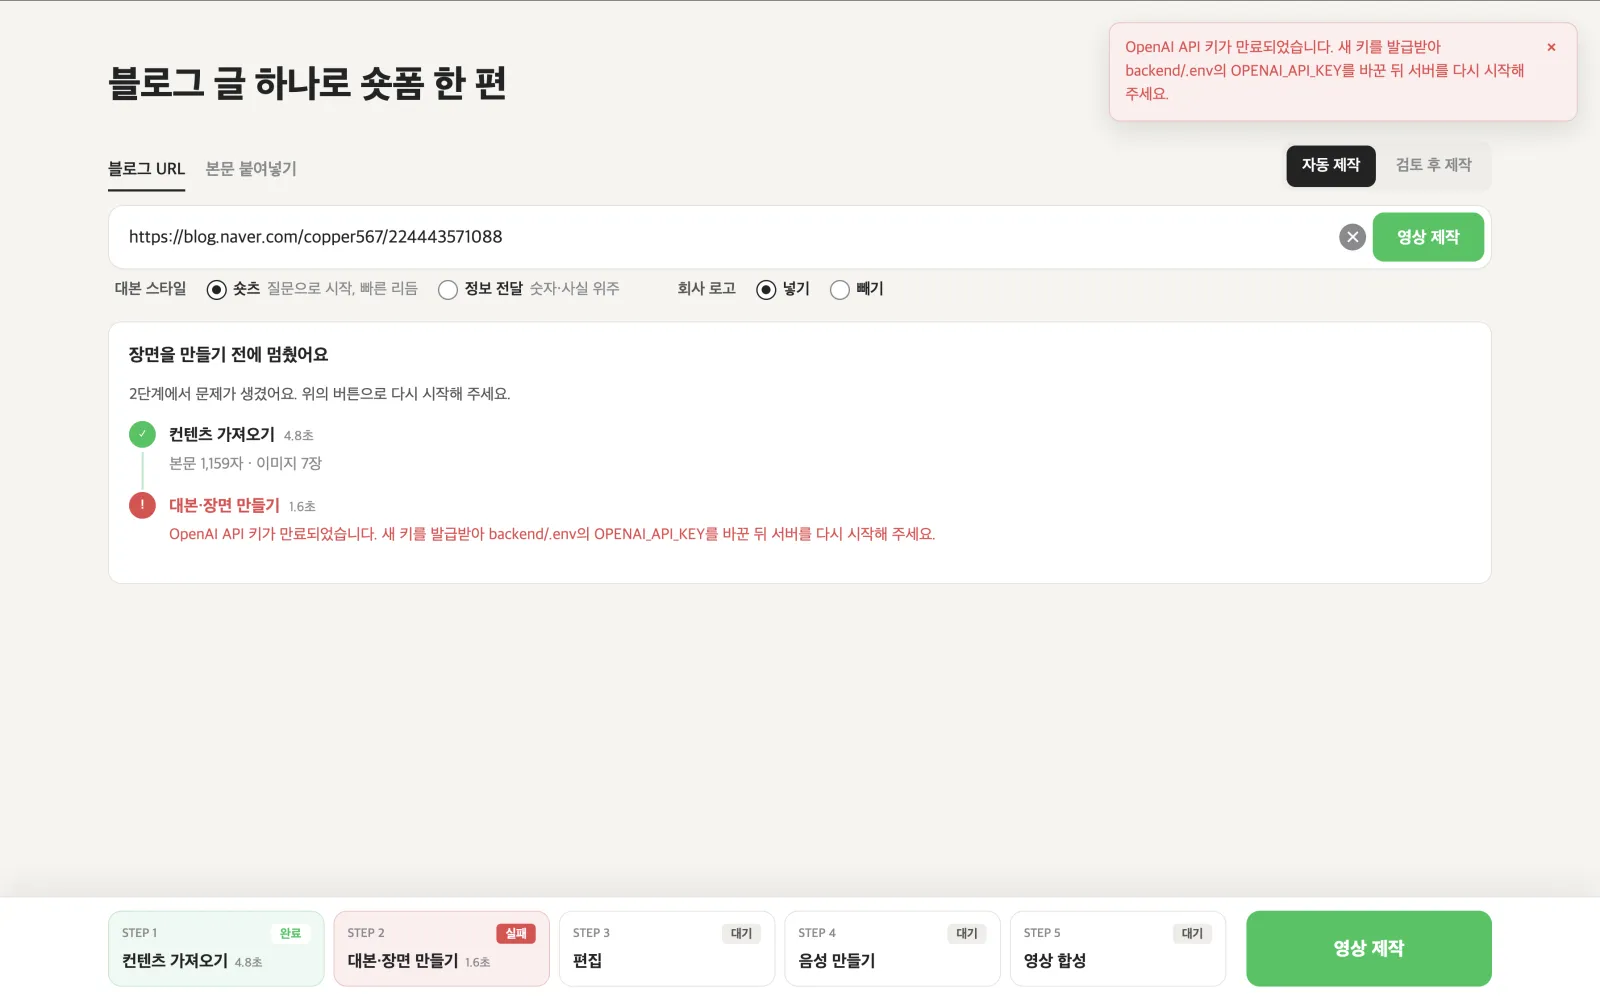 블로그 글 하나로 숏폼 한 편
OpenAI API 키가 만료되었습니다. 새 키를 발급받아
backend/.env의 OPENAI_API_KEY를 바꾼 뒤 서버를 다시 시작해
주세요.
×
블로그 URL 본문 붙여넣기
자동 제작 검토 후 제작
https://blog.naver.com/copper567/224443571088
영상 제작
대본 스타일 숏츠 질문으로 시작, 빠른 리듬 정보 전달 숫자·사실 위주 회사 로고 넣기 빼기
장면을 만들기 전에 멈췄어요
2단계에서 문제가 생겼어요. 위의 버튼으로 다시 시작해 주세요.
✓ 컨텐츠 가져오기 4.8초
본문 1,159자 · 이미지 7장
! 대본·장면 만들기 1.6초
OpenAI API 키가 만료되었습니다. 새 키를 발급받아 backend/.env의 OPENAI_API_KEY를 바꾼 뒤 서버를 다시 시작해 주세요.
STEP 1 완료
컨텐츠 가져오기 4.8초
STEP 2 실패
대본·장면 만들기 1.6초
STEP 3 대기
편집
STEP 4 대기
음성 만들기
STEP 5 대기
영상 합성
영상 제작